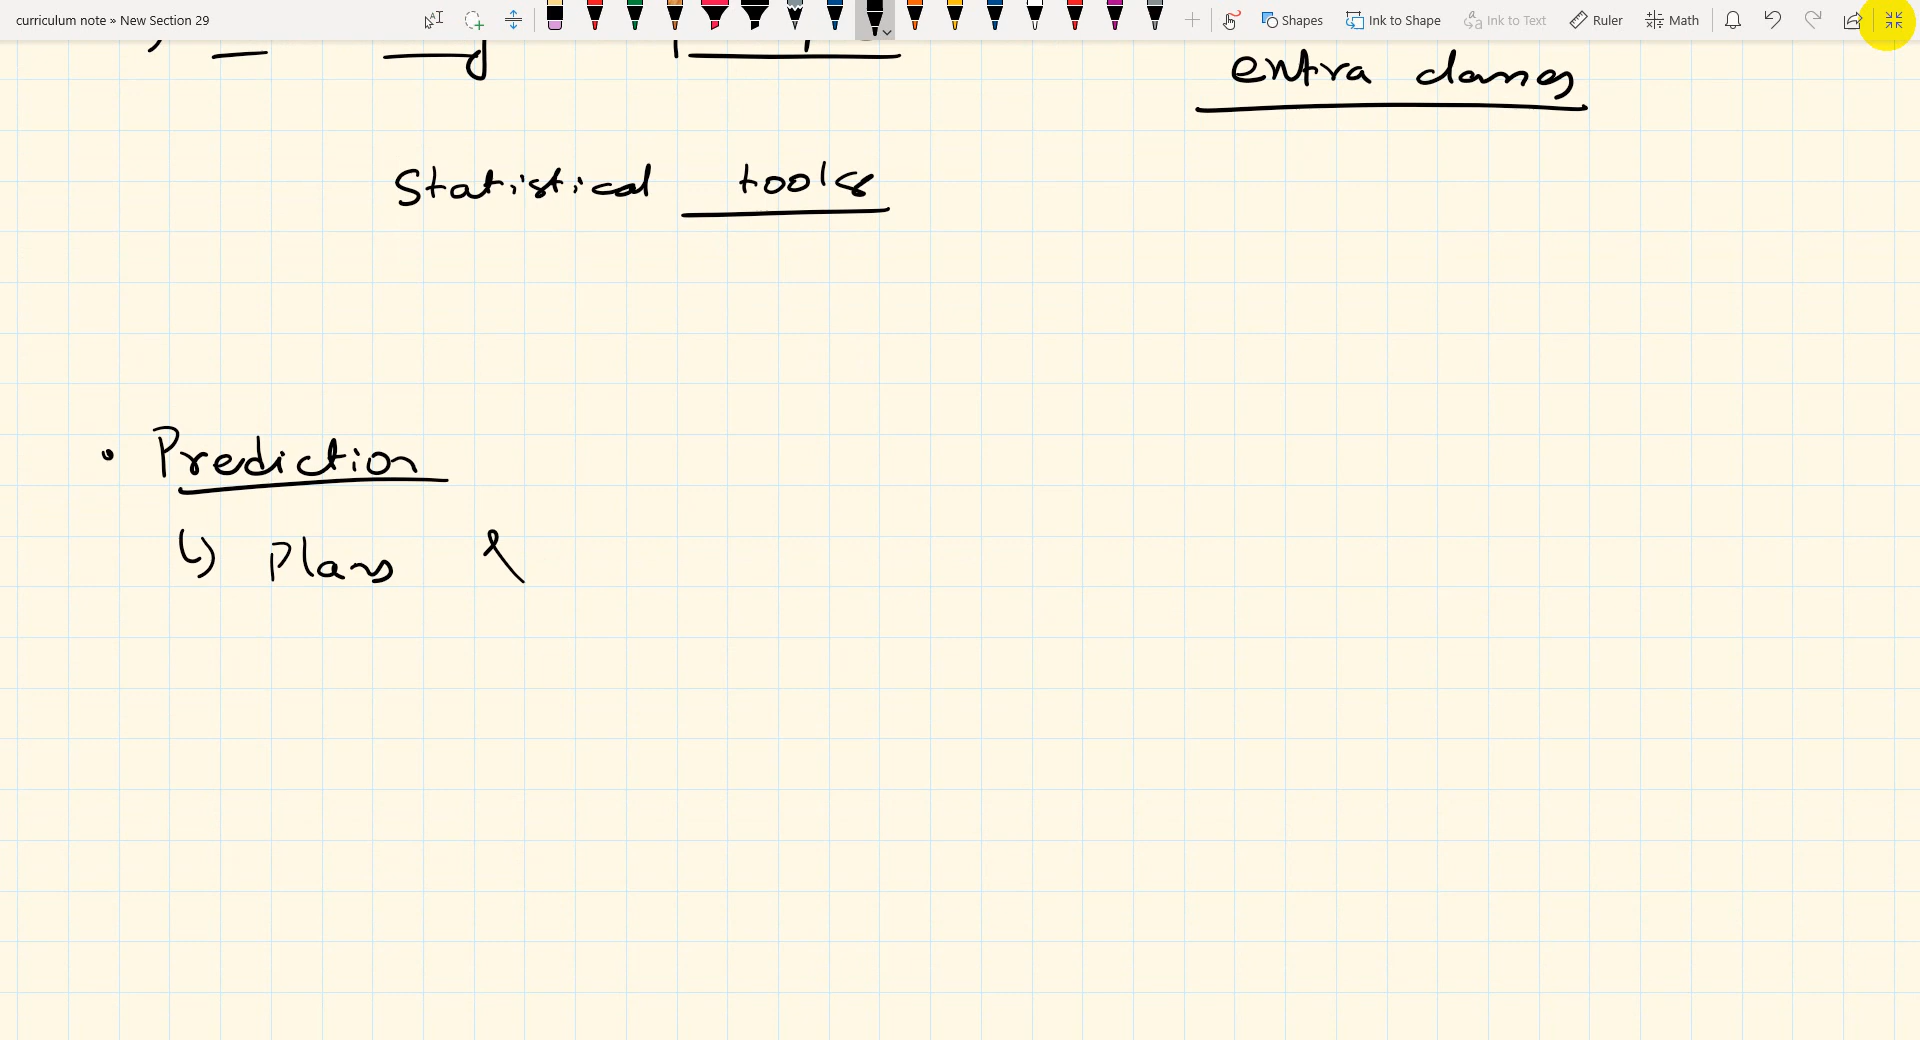 curriculum note » New Section 29
Shapes Ink to Shape Ink to Text Ruler Math
extra classes
Statistical tools
• Prediction
↳ Plans &